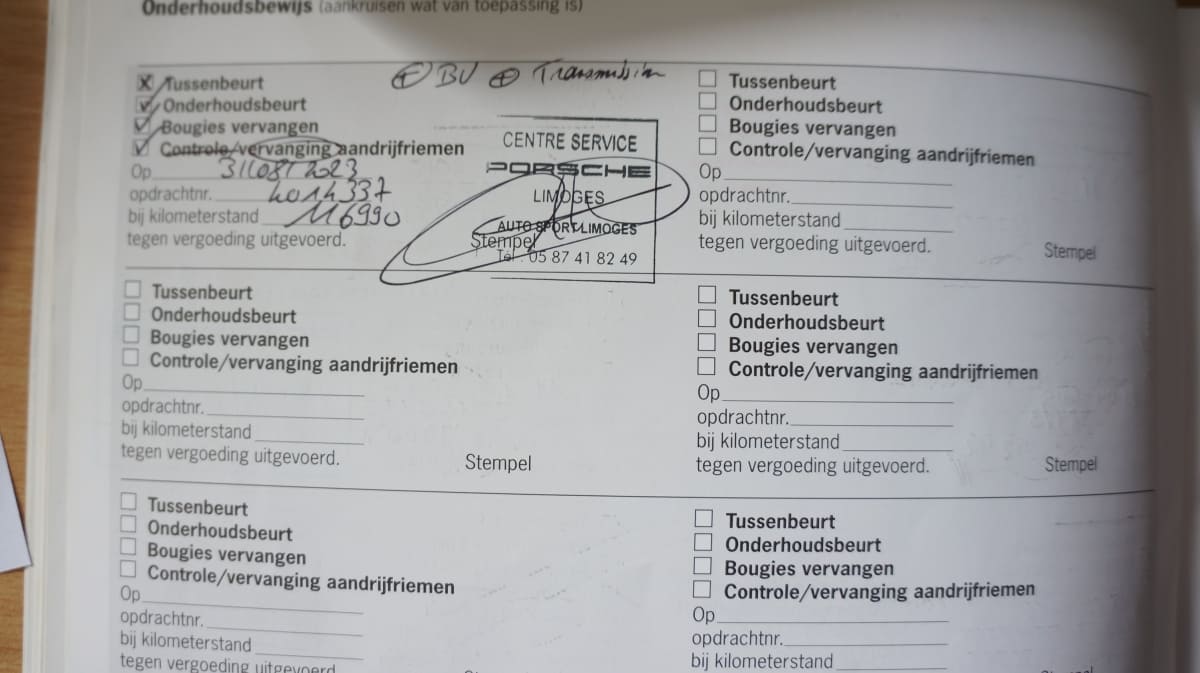 Onderhoudsbewijs (aankruisen wat van toepassing is)
⊕ BV ⊕ Transmission
Tussenbeurt
Onderhoudsbeurt
Bougies vervangen
Controle/vervanging aandrijfriemen
Op 31/08/2023
opdrachtnr. 4014337
bij kilometerstand 116990
tegen vergoeding uitgevoerd.
CENTRE SERVICE
PORSCHE
LIMOGES
AUTO SPORT LIMOGES
Stempel
Tél : 05 87 41 82 49
Tussenbeurt
Onderhoudsbeurt
Bougies vervangen
Controle/vervanging aandrijfriemen
Op
opdrachtnr.
bij kilometerstand
tegen vergoeding uitgevoerd.
Stempel
Tussenbeurt
Onderhoudsbeurt
Bougies vervangen
Controle/vervanging aandrijfriemen
Op
opdrachtnr.
bij kilometerstand
tegen vergoeding uitgevoerd.
Stempel
Tussenbeurt
Onderhoudsbeurt
Bougies vervangen
Controle/vervanging aandrijfriemen
Op
opdrachtnr.
bij kilometerstand
tegen vergoeding uitgevoerd.
Stempel
Tussenbeurt
Onderhoudsbeurt
Bougies vervangen
Controle/vervanging aandrijfriemen
Op
opdrachtnr.
bij kilometerstand
tegen vergoeding uitgevoerd
Tussenbeurt
Onderhoudsbeurt
Bougies vervangen
Controle/vervanging aandrijfriemen
Op
opdrachtnr.
bij kilometerstand